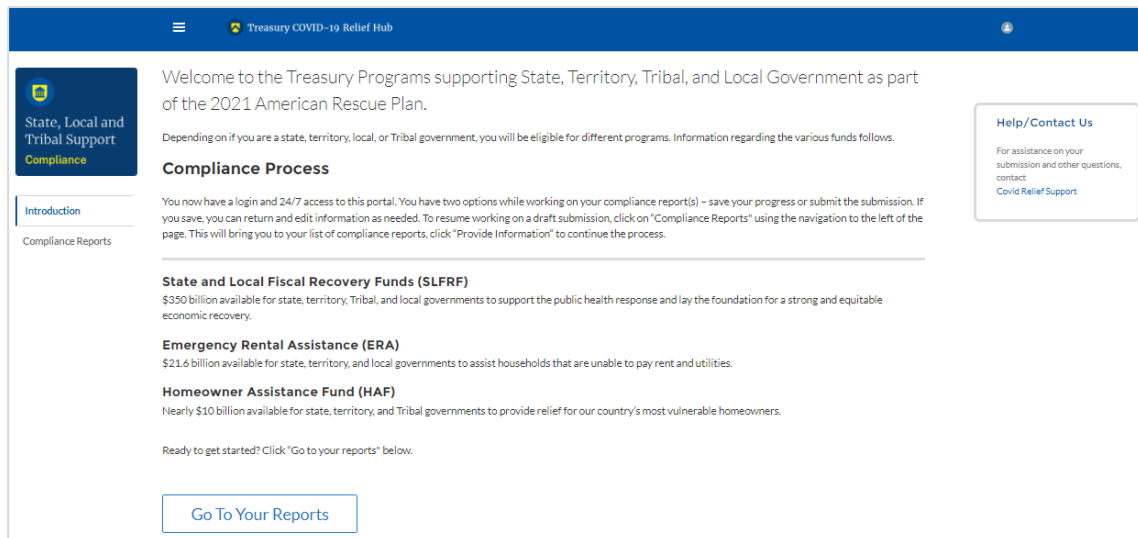 Treasury COVID-19 Relief Hub
State, Local and
Tribal Support
Compliance
Introduction
Compliance Reports
Welcome to the Treasury Programs supporting State, Territory, Tribal, and Local Government as part
of the 2021 American Rescue Plan.
Depending on if you are a state, territory, local, or Tribal government, you will be eligible for different programs. Information regarding the various funds follows.
Compliance Process
You now have a login and 24/7 access to this portal. You have two options while working on your compliance report(s) – save your progress or submit the submission. If
you save, you can return and edit information as needed. To resume working on a draft submission, click on "Compliance Reports" using the navigation to the left of the
page. This will bring you to your list of compliance reports, click "Provide Information" to continue the process.
State and Local Fiscal Recovery Funds (SLFRF)
$350 billion available for state, territory, Tribal, and local governments to support the public health response and lay the foundation for a strong and equitable
economic recovery.
Emergency Rental Assistance (ERA)
$21.6 billion available for state, territory, and local governments to assist households that are unable to pay rent and utilities.
Homeowner Assistance Fund (HAF)
Nearly $10 billion available for state, territory, and Tribal governments to provide relief for our country's most vulnerable homeowners.
Ready to get started? Click "Go to your reports" below.
Go To Your Reports
Help/Contact Us
For assistance on your
submission and other questions,
contact
Covid Relief Support